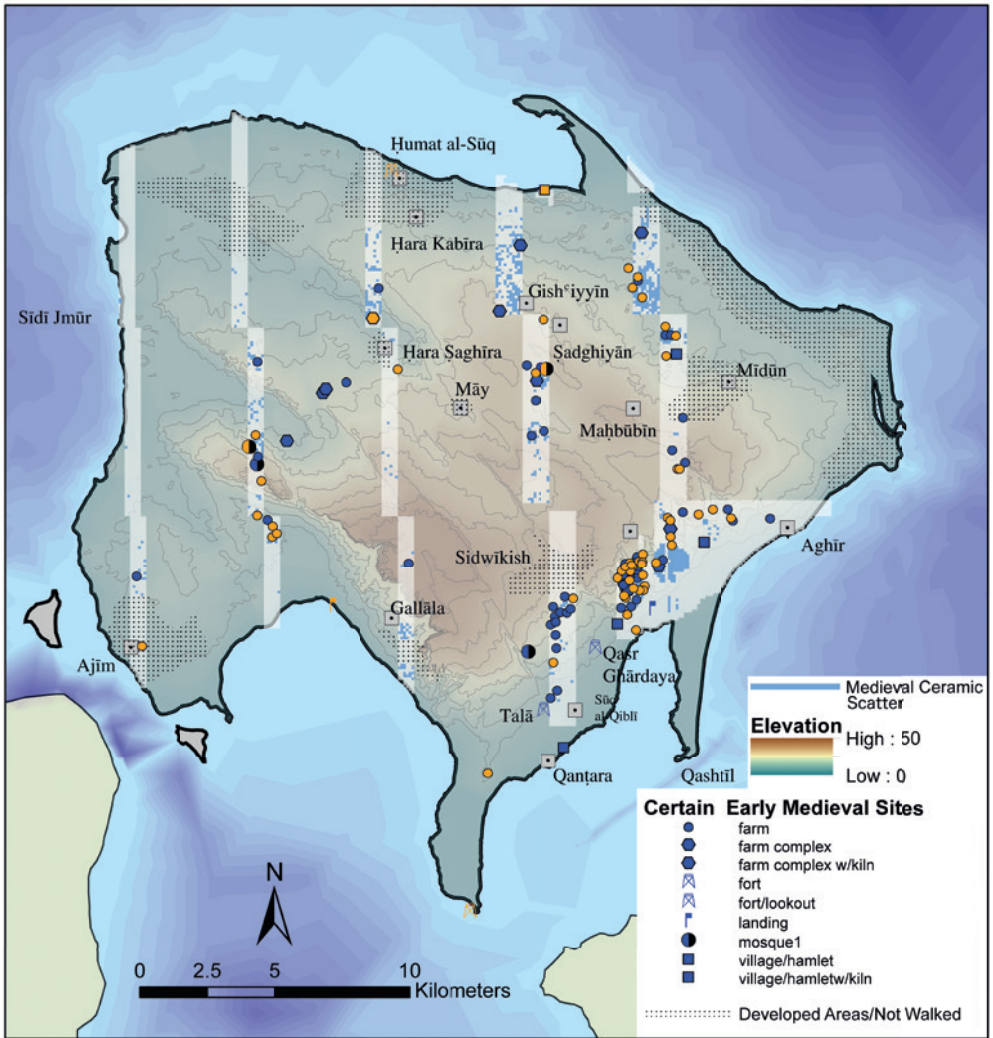 Ḥumat al-Sūq
Hara Kabīra
Gishʿiyyīn
Sīdī Jmūr
Hara Ṣaghīra
Ṣadghiyān
Mīdūn
Māy
Maḥbūbīn
Sidwīkish
Aghīr
Gallāla
Ajīm
Qasr
Ghārdaya
Talā
Sūq
al-Qiblī
Qanṭara
Qashtīl
Medieval Ceramic
Scatter
Elevation
High : 50
Low : 0
Certain Early Medieval Sites
farm
farm complex
farm complex w/kiln
fort
fort/lookout
landing
mosque1
village/hamlet
village/hamletw/kiln
Developed Areas/Not Walked
N
0 2.5 5 10
Kilometers